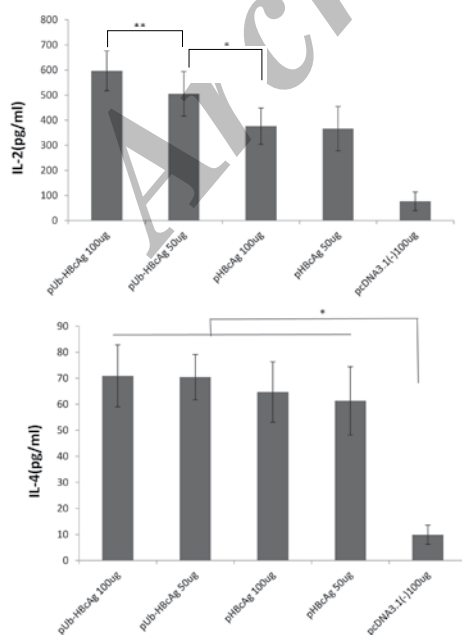 800
700
600
500
400
300
200
100
0
IL-2(pg/ml)
**
*
pUb-HBcAg 100ug
pUb-HBcAg 50ug
pHBcAg 100ug
pHBcAg 50ug
pcDNA3.1(-)100ug
Arc
90
80
70
60
50
40
30
20
10
0
IL-4(pg/ml)
*
pUb-HBcAg 100ug
pUb-HBcAg 50ug
pHBcAg 100ug
pHBcAg 50ug
pcDNA3.1(-)100ug